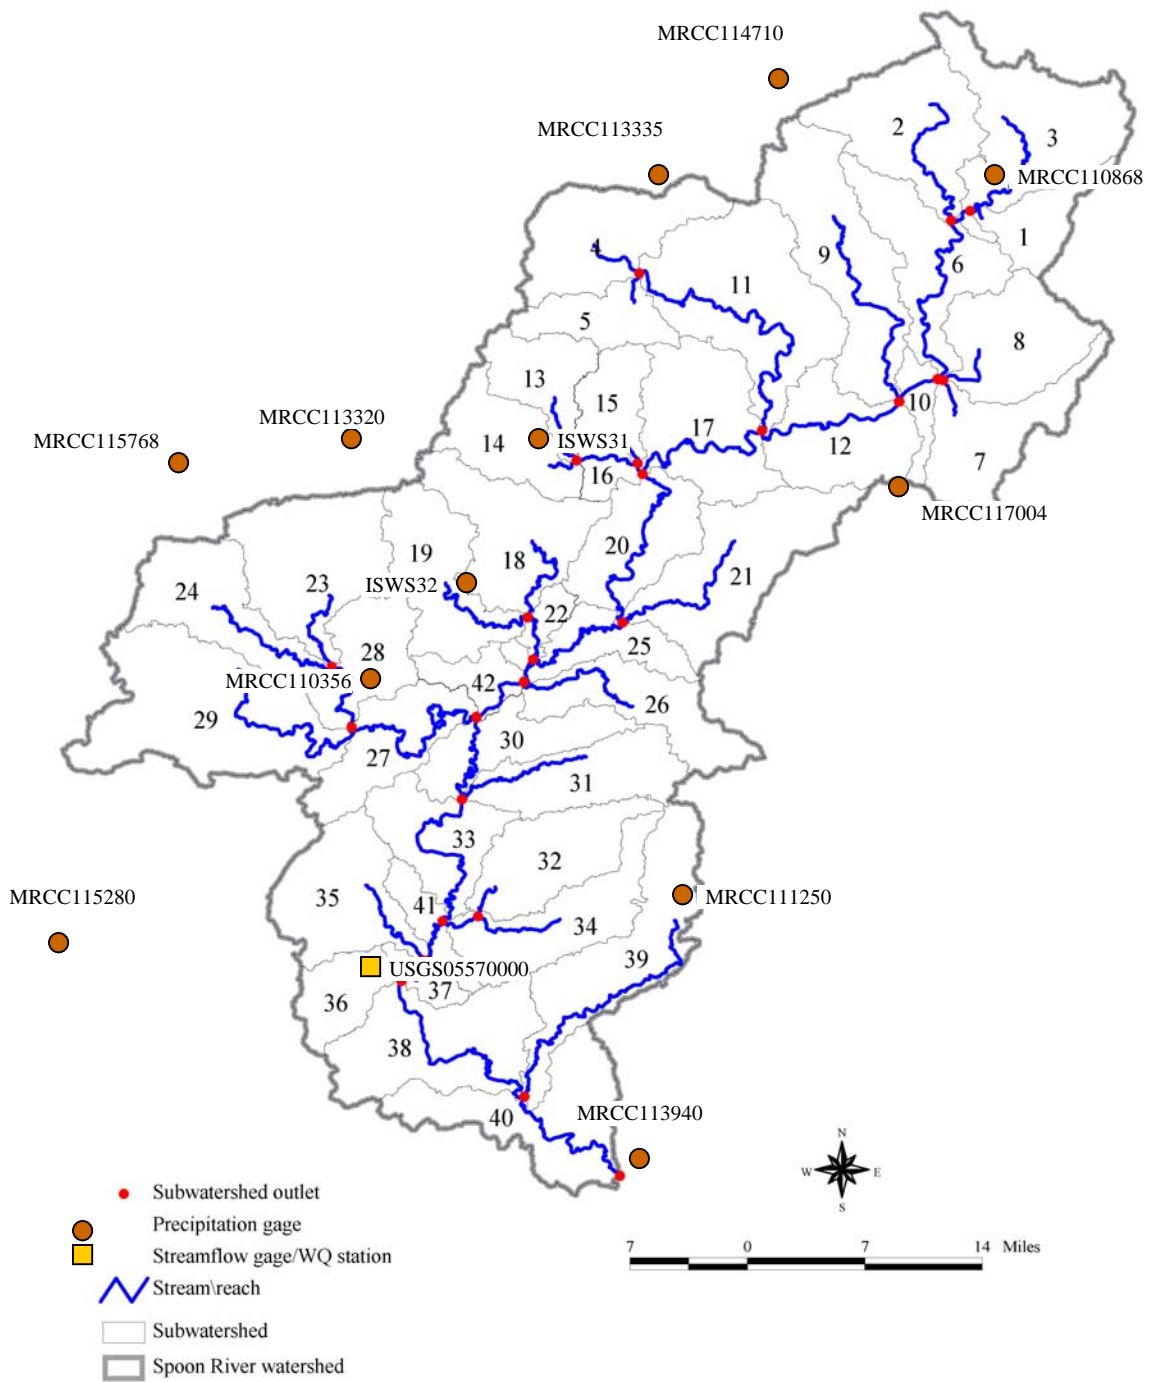 MRCC114710
MRCC113335
2
3
MRCC110868
1
4
9
6
11
5
8
13
15
MRCC113320
10
MRCC115768
14
ISWS31
17
12
16
7
MRCC117004
19
18
20
21
24
23
ISWS32
22
25
28
MRCC110356
42
26
29
30
27
31
33
32
35
MRCC115280
41
MRCC111250
34
39
USGS05570000
36
37
38
40
MRCC113940
N
W E
S
Subwatershed outlet
Precipitation gage
Streamflow gage/WQ station
Stream\reach
Subwatershed
Spoon River watershed
7 0 7 14 Miles